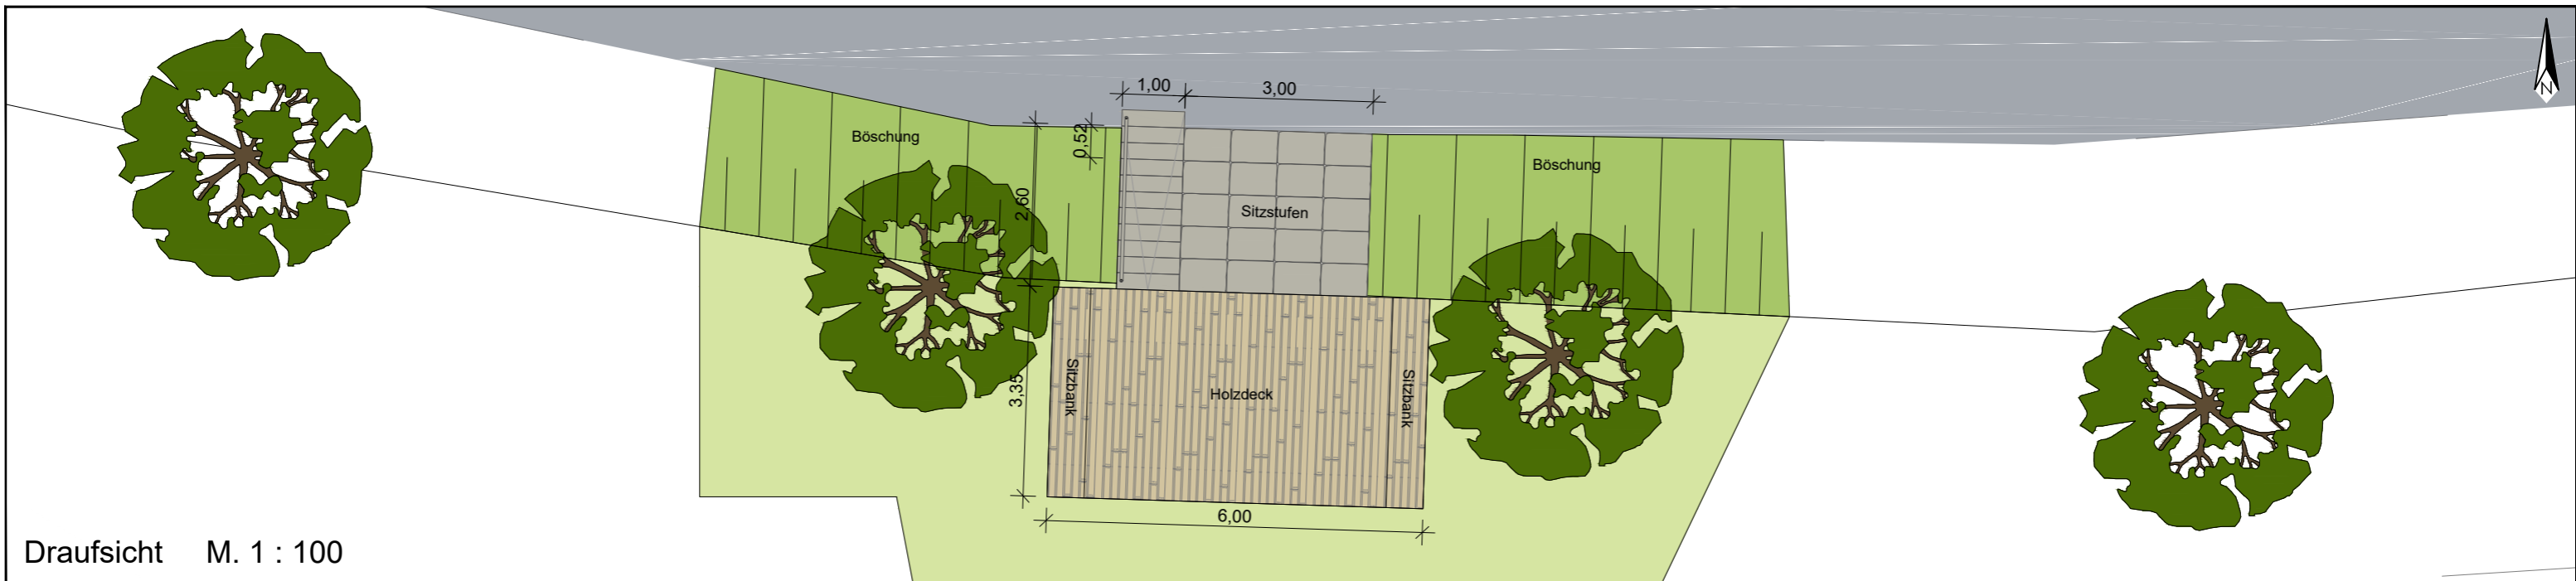 1,00
3,00
N
Böschung
0,52
Böschung
2,60
Sitzstufen
Sitzbank
3,35
Holzdeck
Sitzbank
6,00
Draufsicht M. 1 : 100